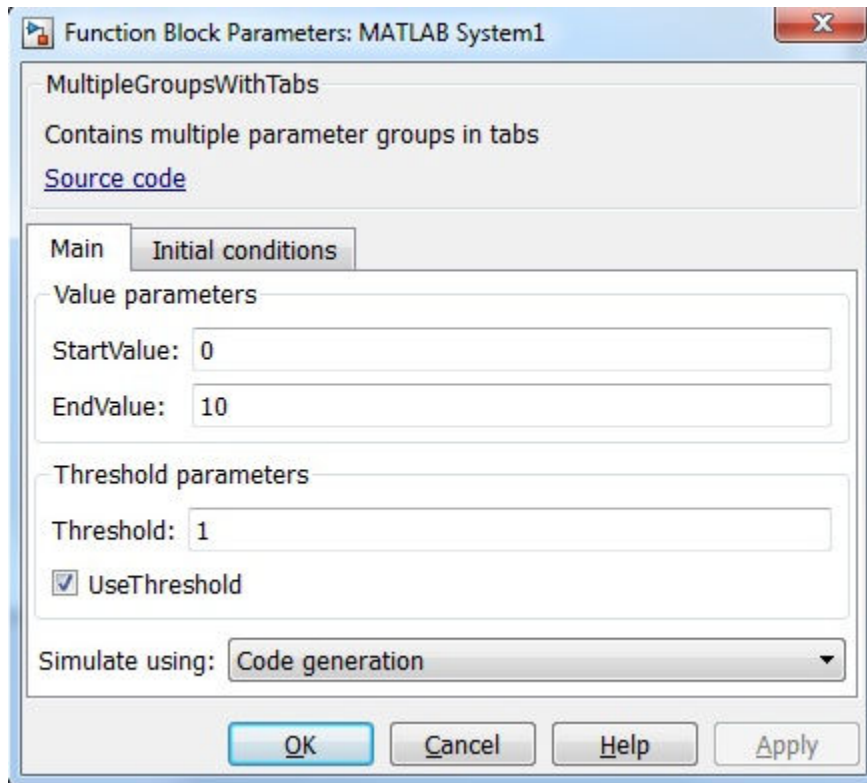 Function Block Parameters: MATLAB System1
MultipleGroupsWithTabs
Contains multiple parameter groups in tabs
Source code
Main Initial conditions
Value parameters
StartValue: 0
EndValue: 10
Threshold parameters
Threshold: 1
UseThreshold
Simulate using: Code generation
OK Cancel Help Apply